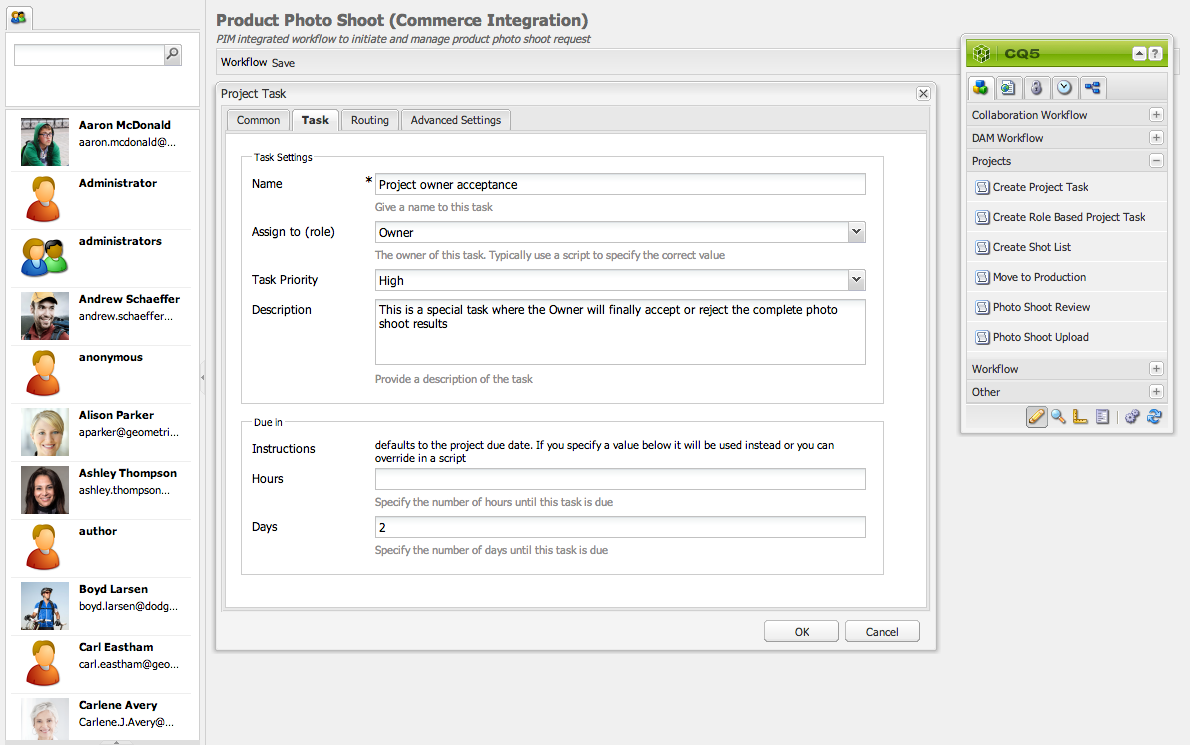 Product Photo Shoot (Commerce Integration)
PIM integrated workflow to initiate and manage product photo shoot request
Workflow Save
Aaron McDonald
aaron.mcdonald@...
Administrator
administrators
Andrew Schaeffer
andrew.schaeffer...
anonymous
Alison Parker
aparker@geometri...
Ashley Thompson
ashley.thompson...
author
Boyd Larsen
boyd.larsen@dodg...
Carl Eastham
carl.eastham@geo...
Carlene Avery
Carlene.J.Avery@...
Project Task
Common Task Routing Advanced Settings
Task Settings
Name * Project owner acceptance
Give a name to this task
Assign to (role) Owner
The owner of this task. Typically use a script to specify the correct value
Task Priority High
Description This is a special task where the Owner will finally accept or reject the complete photo
shoot results
Provide a description of the task
Due in
Instructions defaults to the project due date. If you specify a value below it will be used instead or you can
override in a script
Hours
Specify the number of hours until this task is due
Days 2
Specify the number of days until this task is due
OK Cancel
CQ5 ?
Collaboration Workflow
DAM Workflow
Projects
Create Project Task
Create Role Based Project Task
Create Shot List
Move to Production
Photo Shoot Review
Photo Shoot Upload
Workflow
Other